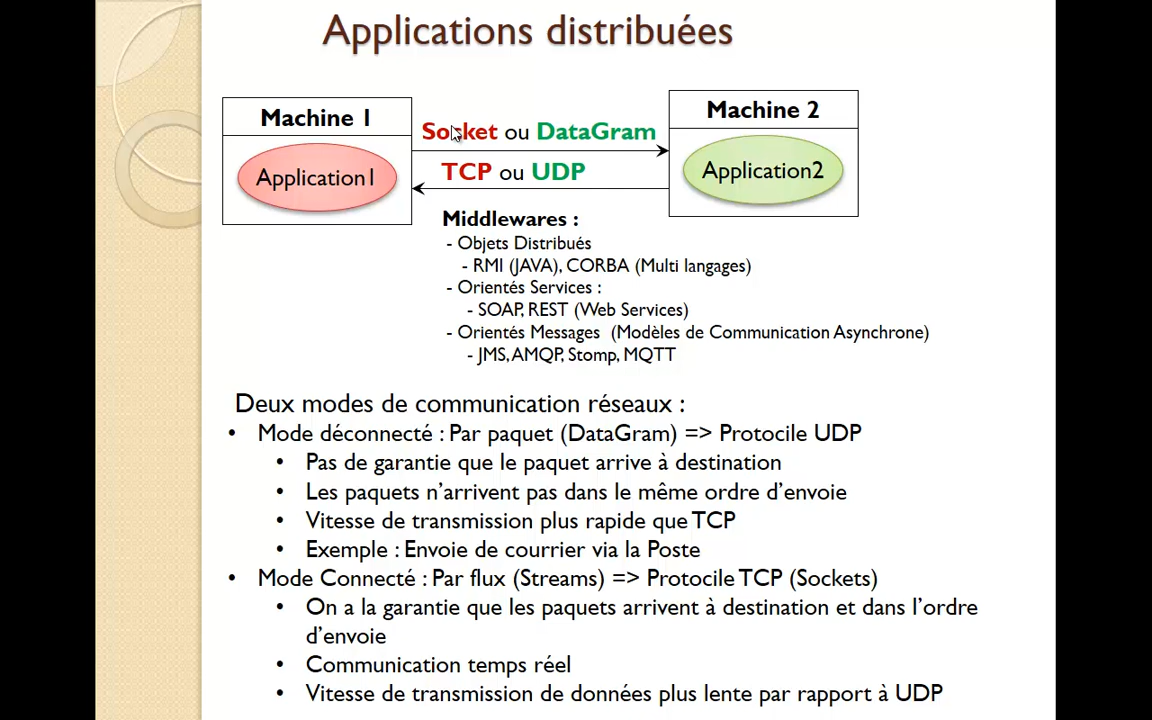 Applications distribuées
Machine 1
Application1
Socket ou DataGram
TCP ou UDP
Machine 2
Application2
Middlewares :
- Objets Distribués
- RMI (JAVA), CORBA (Multi langages)
- Orientés Services :
- SOAP, REST (Web Services)
- Orientés Messages (Modèles de Communication Asynchrone)
- JMS, AMQP, Stomp, MQTT
Deux modes de communication réseaux :
• Mode déconnecté : Par paquet (DataGram) => Protocile UDP
• Pas de garantie que le paquet arrive à destination
• Les paquets n’arrivent pas dans le même ordre d’envoie
• Vitesse de transmission plus rapide que TCP
• Exemple : Envoie de courrier via la Poste
• Mode Connecté : Par flux (Streams) => Protocile TCP (Sockets)
• On a la garantie que les paquets arrivent à destination et dans l’ordre
d’envoie
• Communication temps réel
• Vitesse de transmission de données plus lente par rapport à UDP